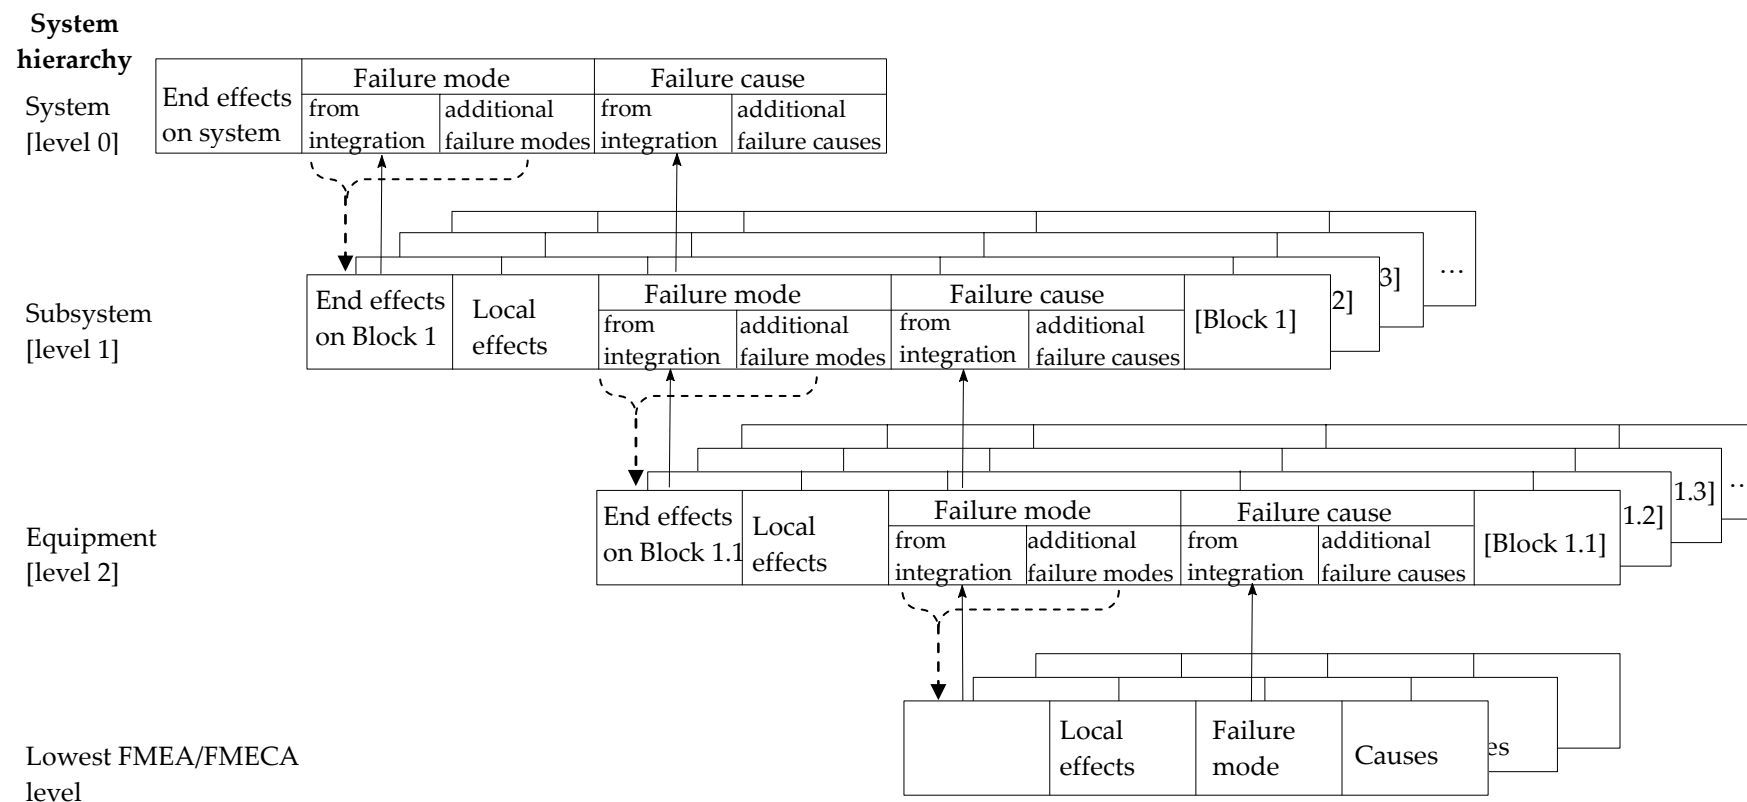 System
hierarchy
System
[level 0]
End effects
on system
Failure mode
from
integration
additional
failure modes
Failure cause
from
integration
additional
failure causes
Subsystem
[level 1]
End effects
on Block 1
Local
effects
Failure mode
from
integration
additional
failure modes
Failure cause
from
integration
additional
failure causes
[Block 1]
2]
3]
...
Equipment
[level 2]
End effects
on Block 1.1
Local
effects
Failure mode
from
integration
additional
failure modes
Failure cause
from
integration
additional
failure causes
[Block 1.1]
1.2]
1.3]
...
Lowest FMEA/FMECA
level
Local
effects
Failure
mode
Causes
es